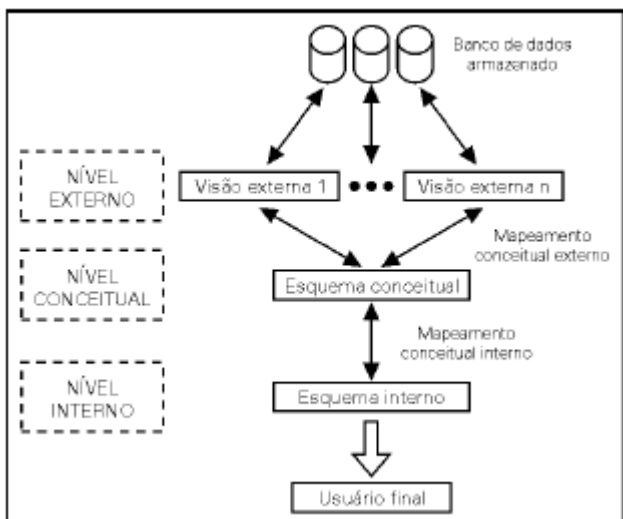 Banco de dados
armazenado
NÍVEL
EXTERNO
Visão externa 1
Visão externa n
Mapeamento
conceitual externo
NÍVEL
CONCEITUAL
Esquema conceitual
Mapeamento
conceitual interno
NÍVEL
INTERNO
Esquema interno
Usuário final